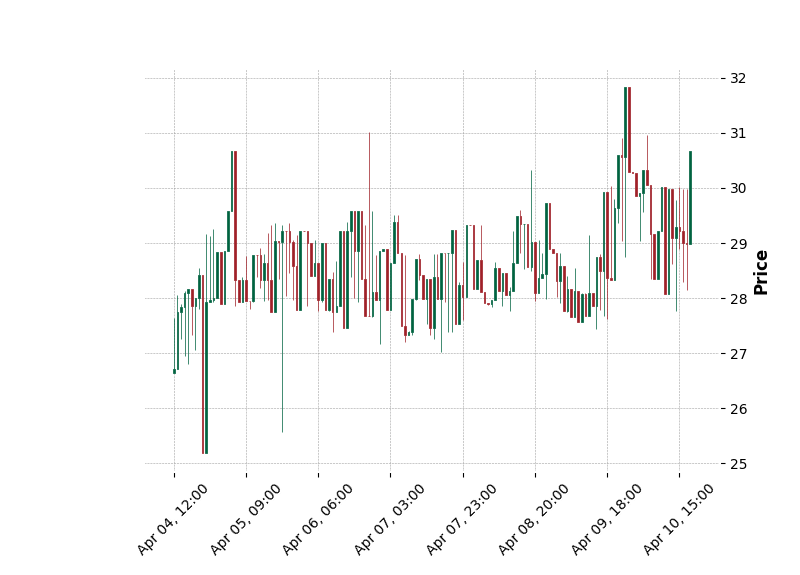 32
31
30
29
28
27
26
25
Price
Apr 04, 12:00
Apr 05, 09:00
Apr 06, 06:00
Apr 07, 03:00
Apr 07, 23:00
Apr 08, 20:00
Apr 09, 18:00
Apr 10, 15:00